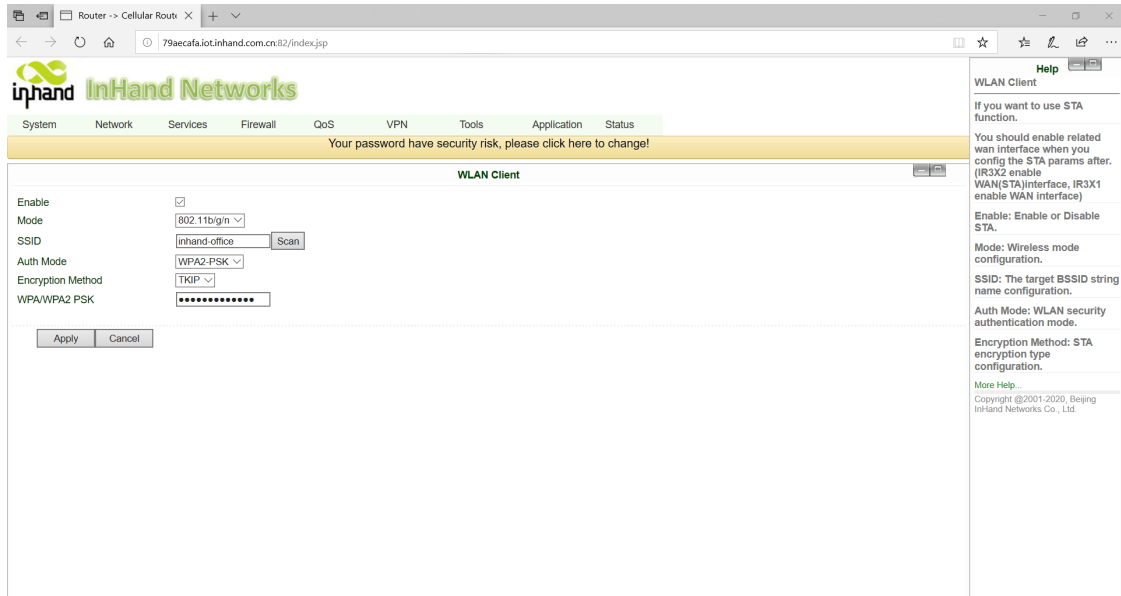 Router -> Cellular Route
79aecafa.iot.inhand.com.cn:82/index.jsp
inhand InHand Networks
System Network Services Firewall QoS VPN Tools Application Status
Your password have security risk, please click here to change!
WLAN Client
Enable
Mode 802.11b/g/n
SSID inhand-office Scan
Auth Mode WPA2-PSK
Encryption Method TKIP
WPA/WPA2 PSK •••••••••••••
Apply Cancel
Help
WLAN Client
If you want to use STA
function.
You should enable related
wan interface when you
config the STA params after.
(IR3X2 enable
WAN(STA)interface, IR3X1
enable WAN interface)
Enable: Enable or Disable
STA.
Mode: Wireless mode
configuration.
SSID: The target BSSID string
name configuration.
Auth Mode: WLAN security
authentication mode.
Encryption Method: STA
encryption type
configuration.
More Help...
Copyright @2001-2020, Beijing
InHand Networks Co., Ltd.